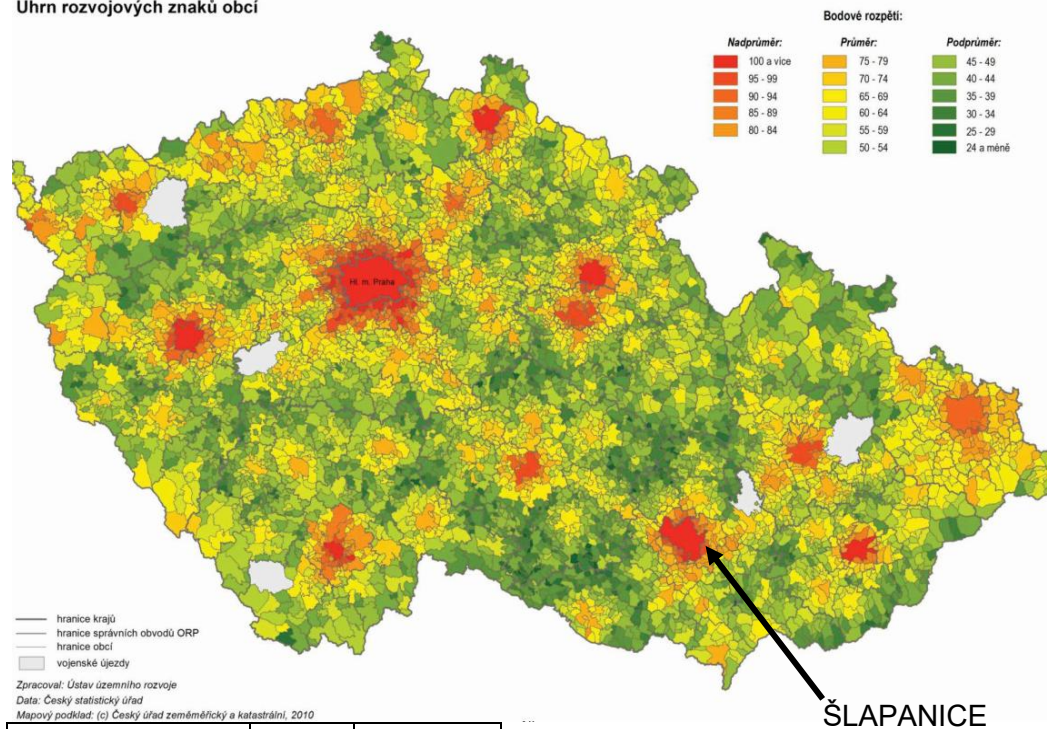 Úhrn rozvojových znaků obcí
Bodové rozpětí:
Nadprůměr:
100 a více
95 - 99
90 - 94
85 - 89
80 - 84
Průměr:
75 - 79
70 - 74
65 - 69
60 - 64
55 - 59
50 - 54
Podprůměr:
45 - 49
40 - 44
35 - 39
30 - 34
25 - 29
24 a méně
Hl. m. Praha
hranice krajů
hranice správních obvodů ORP
hranice obcí
vojenské újezdy
Zpracoval: Ústav územního rozvoje
Data: Český statistický úřad
Mapový podklad: (c) Český úřad zeměměřický a katastrální, 2010
ŠLAPANICE